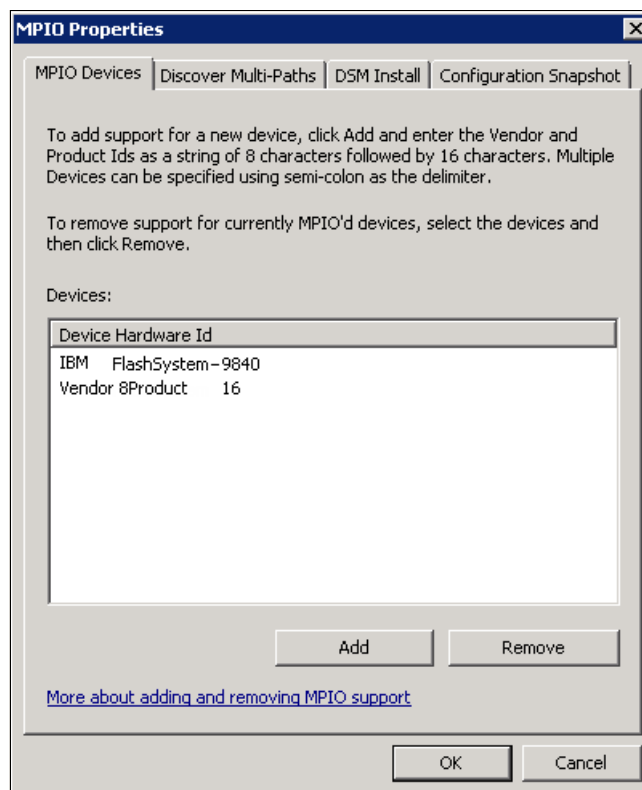 MPIO Properties
MPIO Devices Discover Multi-Paths DSM Install Configuration Snapshot
To add support for a new device, click Add and enter the Vendor and
Product Ids as a string of 8 characters followed by 16 characters. Multiple
Devices can be specified using semi-colon as the delimiter.
To remove support for currently MPIO'd devices, select the devices and
then click Remove.
Devices:
Device Hardware Id
IBM FlashSystem-9840
Vendor 8Product 16
Add Remove
More about adding and removing MPIO support
OK Cancel